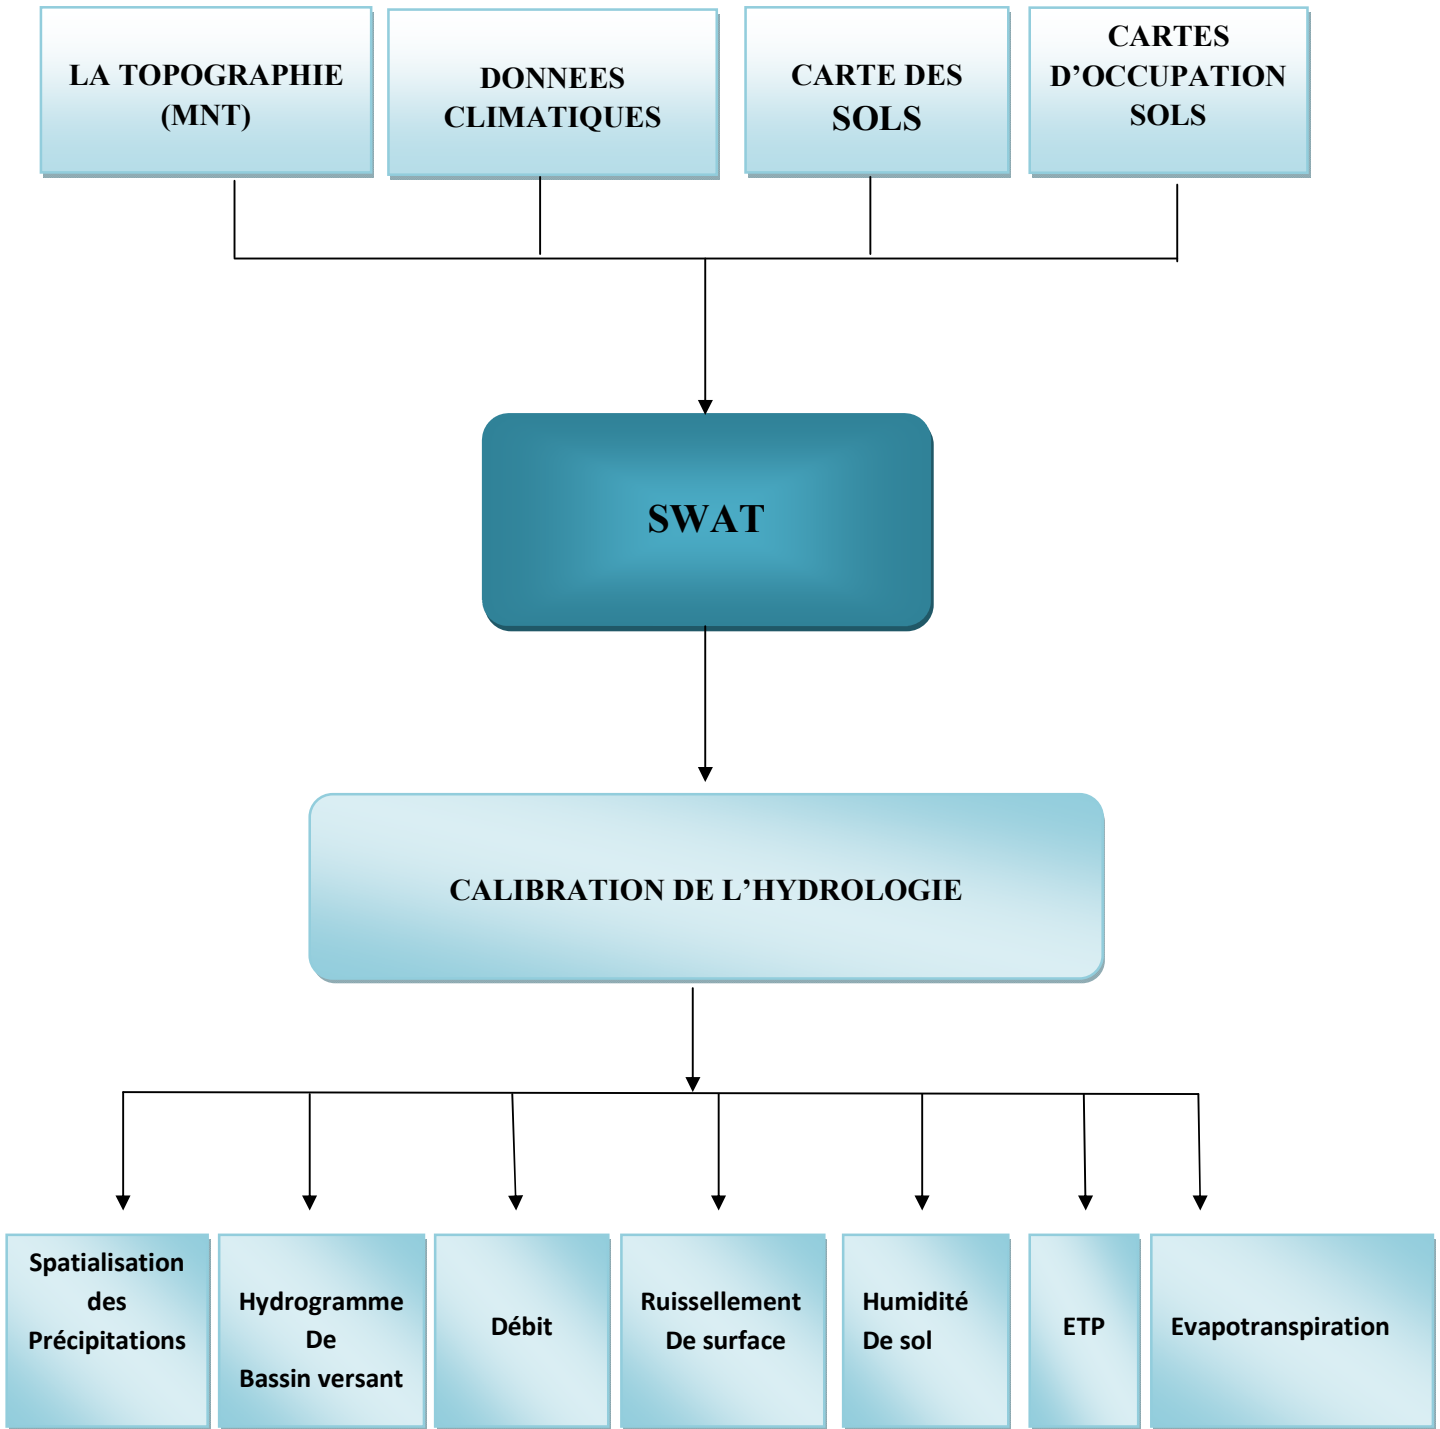 LA TOPOGRAPHIE
(MNT)
DONNEES
CLIMATIQUES
CARTE DES
SOLS
CARTES
D’OCCUPATION
SOLS
SWAT
CALIBRATION DE L’HYDROLOGIE
Spatialisation
des
Précipitations
Hydrogramme
De
Bassin versant
Débit
Ruissellement
De surface
Humidité
De sol
ETP
Evapotranspiration